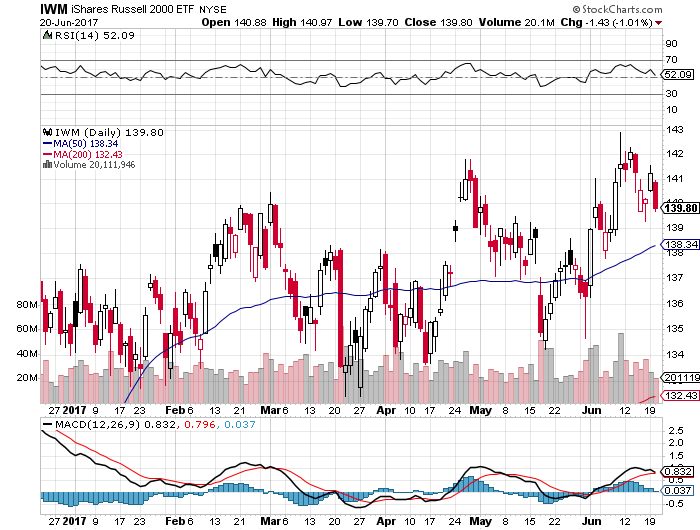 IWM iShares Russell 2000 ETF NYSE © StockCharts.com
20-Jun-2017 Open 140.88 High 140.97 Low 139.70 Close 139.80 Volume 20.1M Chg -1.43 (-1.01%)
RSI(14) 52.09
90
70
52.09
30
10
IWM (Daily) 139.80
MA(50) 138.34
MA(200) 132.43
Volume 20,111,946
143
142
141
140
139.80
139
138.34
138
137
136
135
134
133
132.43
80M
60M
40M
20M
27 2017 9 17 23 Feb 6 13 21 Mar 6 13 20 27 Apr 10 17 24 May 8 15 22 Jun 12 19
MACD(12,26,9) 0.832, 0.796, 0.037
2.5
2.0
1.5
1.0
0.832
0.037
-0.5
27 2017 9 17 23 Feb 6 13 21 Mar 6 13 20 27 Apr 10 17 24 May 8 15 22 Jun 12 19